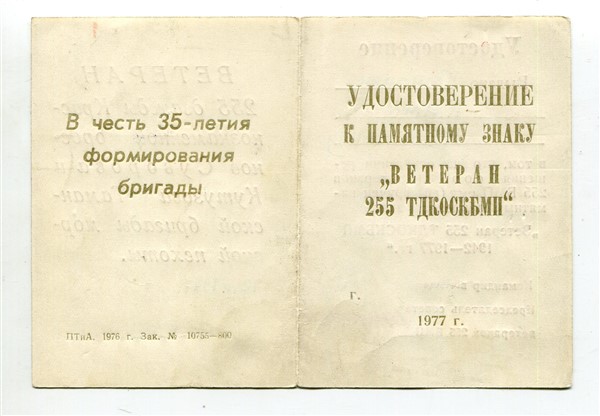 В честь 35-летия
формирования
бригады
ПТиА. 1976 г. Зак. № 10755—800
УДОСТОВЕРЕНИЕ
К ПАМЯТНОМУ ЗНАКУ
„ВЕТЕРАН
255 ТДКОСКБМП“
г.
1977 г.